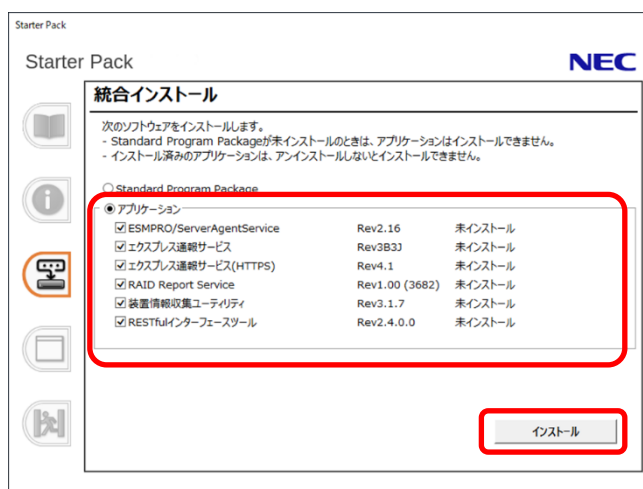 Starter Pack
Starter Pack
NEC
統合インストール
次のソフトウェアをインストールします。
- Standard Program Packageが未インストールのときは、アプリケーションはインストールできません。
- インストール済みのアプリケーションは、アンインストールしないとインストールできません。
Standard Program Package
アプリケーション
ESMPRO/ServerAgentService Rev2.16 未インストール
エクスプレス通報サービス Rev3B3J 未インストール
エクスプレス通報サービス(HTTPS) Rev4.1 未インストール
RAID Report Service Rev1.00 (3682) 未インストール
装置情報収集ユーティリティ Rev3.1.7 未インストール
RESTfulインターフェースツール Rev2.4.0.0 未インストール
インストール